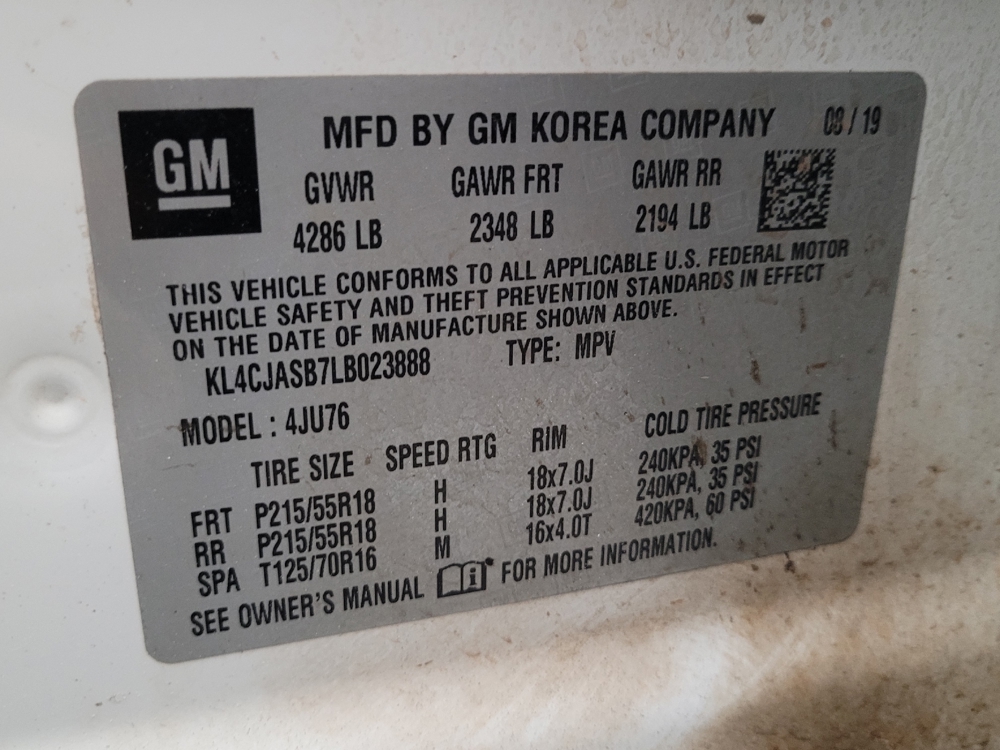 GM
MFD BY GM KOREA COMPANY 08/19
GVWR GAWR FRT GAWR RR
4286 LB 2348 LB 2194 LB
THIS VEHICLE CONFORMS TO ALL APPLICABLE U.S. FEDERAL MOTOR
VEHICLE SAFETY AND THEFT PREVENTION STANDARDS IN EFFECT
ON THE DATE OF MANUFACTURE SHOWN ABOVE.
KL4CJASB7LB023888 TYPE: MPV
MODEL : 4JU76
TIRE SIZE SPEED RTG RIM COLD TIRE PRESSURE
FRT P215/55R18 H 18x7.0J 240KPA, 35 PSI
RR P215/55R18 H 18x7.0J 240KPA, 35 PSI
SPA T125/70R16 M 16x4.0T 420KPA, 60 PSI
SEE OWNER'S MANUAL FOR MORE INFORMATION.